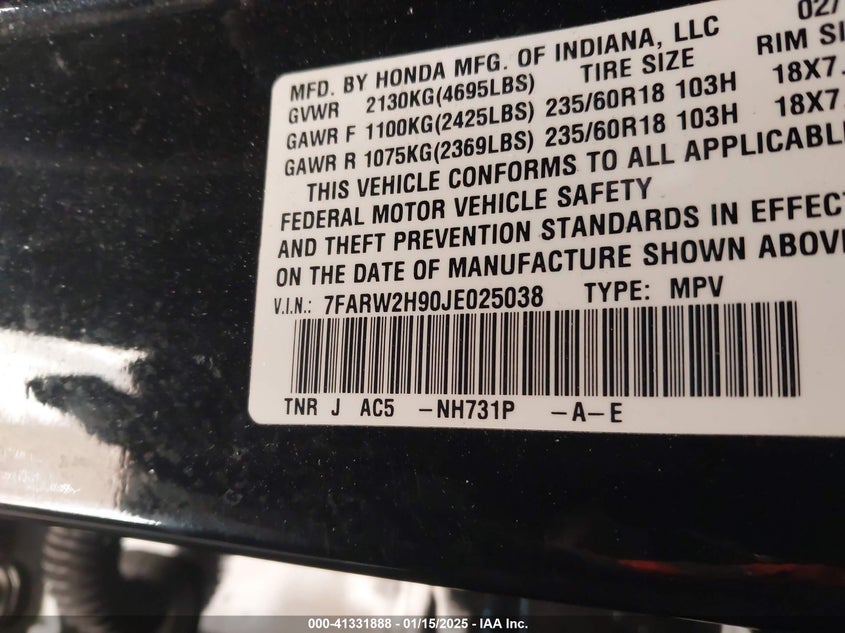 02/
MFD. BY HONDA MFG. OF INDIANA, LLC
GVWR 2130KG(4695LBS) TIRE SIZE RIM SI
GAWR F 1100KG(2425LBS) 235/60R18 103H 18X7.
GAWR R 1075KG(2369LBS) 235/60R18 103H 18X7.
THIS VEHICLE CONFORMS TO ALL APPLICABL
FEDERAL MOTOR VEHICLE SAFETY
AND THEFT PREVENTION STANDARDS IN EFFECT
ON THE DATE OF MANUFACTURE SHOWN ABOVE
V.I.N.: 7FARW2H90JE025038 TYPE: MPV
TNR J AC5 -NH731P -A-E
000-41331888 - 01/15/2025 - IAA Inc.